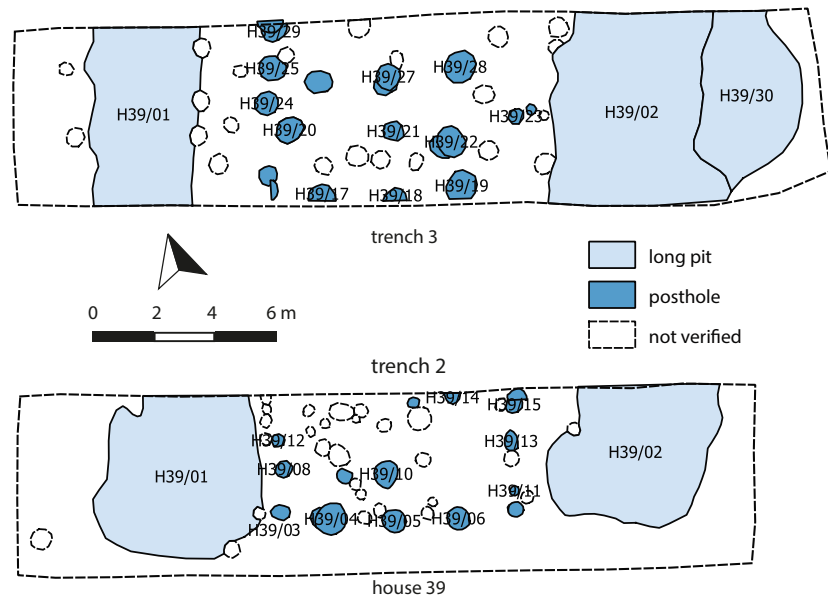 H39/29
H39/25
H39/27
H39/28
H39/01
H39/24
H39/23
H39/02
H39/30
H39/20
H39/21
H39/22
H39/17
H39/18
H39/19
trench 3
long pit
posthole
not verified
0 2 4 6 m
trench 2
H39/14
H39/15
H39/12
H39/13
H39/08
H39/10
H39/01
H39/02
H39/11
H39/03
H39/04
H39/05
H39/06
house 39